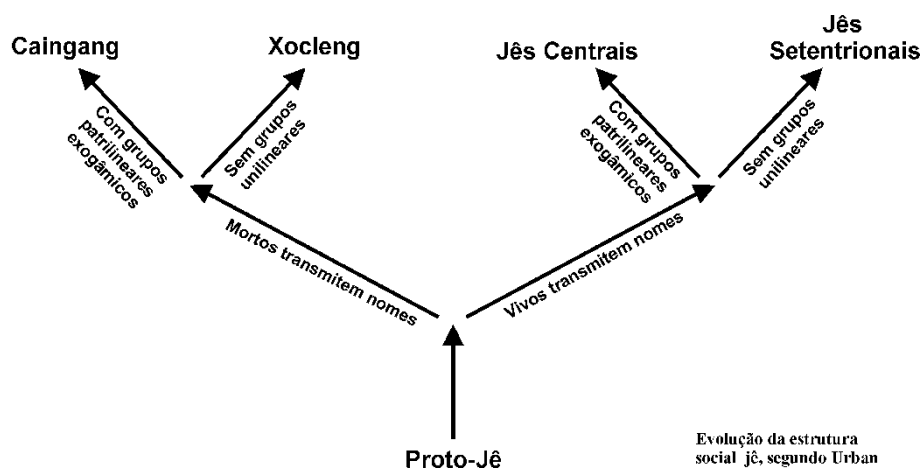 Caingang
Xocleng
Jês Centrais
Jês
Setentrionais
Com grupos
patrilineares
exogâmicos
Sem grupos
unilineares
Com grupos
patrilineares
exogâmicos
Sem grupos
unilineares
Mortos transmitem nomes
Vivos transmitem nomes
Proto-Jê
Evolução da estrutura
social jê, segundo Urban